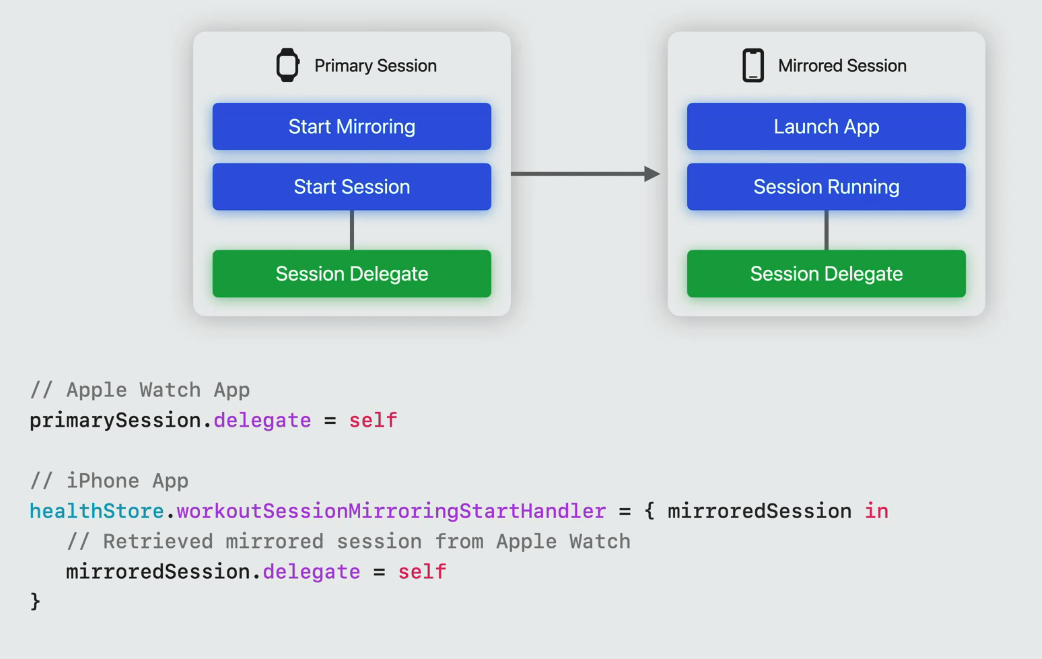 Primary Session
Start Mirroring
Start Session
Session Delegate
Mirrored Session
Launch App
Session Running
Session Delegate
// Apple Watch App
primarySession.delegate = self
// iPhone App
healthStore.workoutSessionMirroringStartHandler = { mirroredSession in
// Retrieved mirrored session from Apple Watch
mirroredSession.delegate = self
}